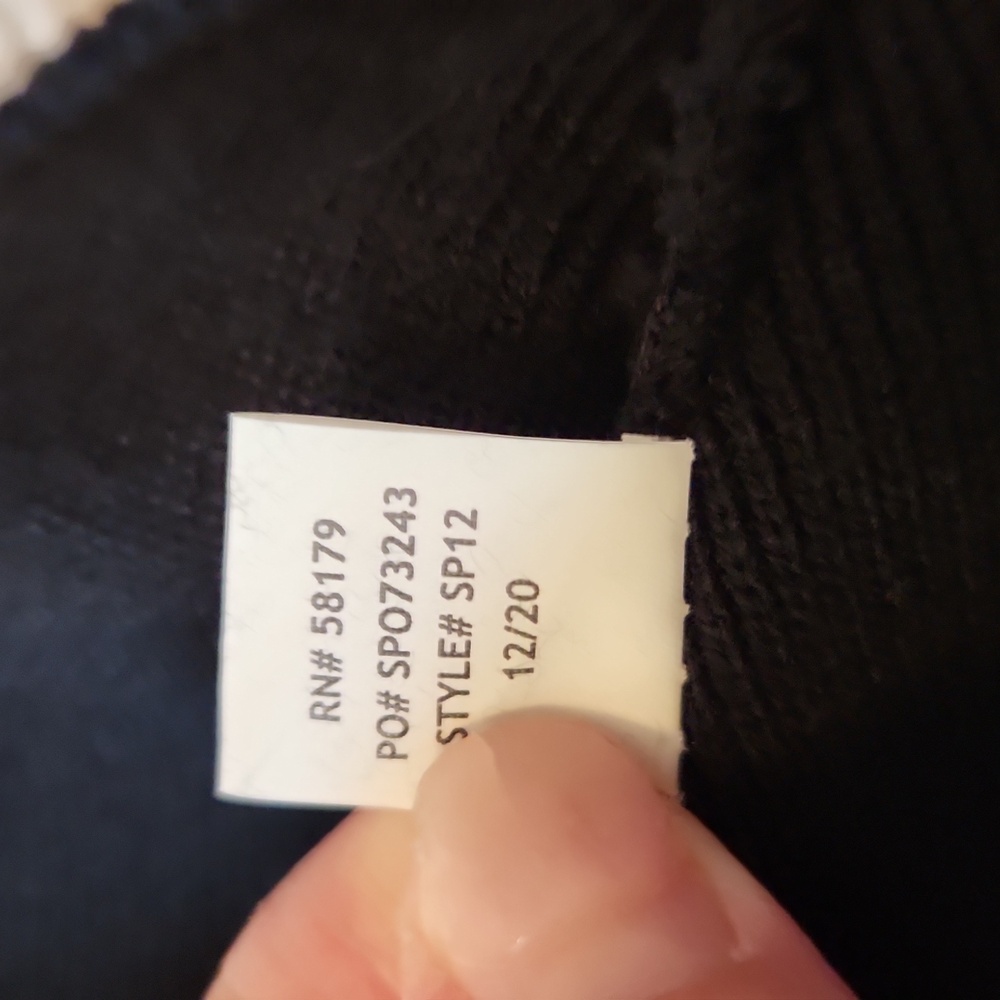 RN# 58179
PO# SPO73243
STYLE# SP12
12/20